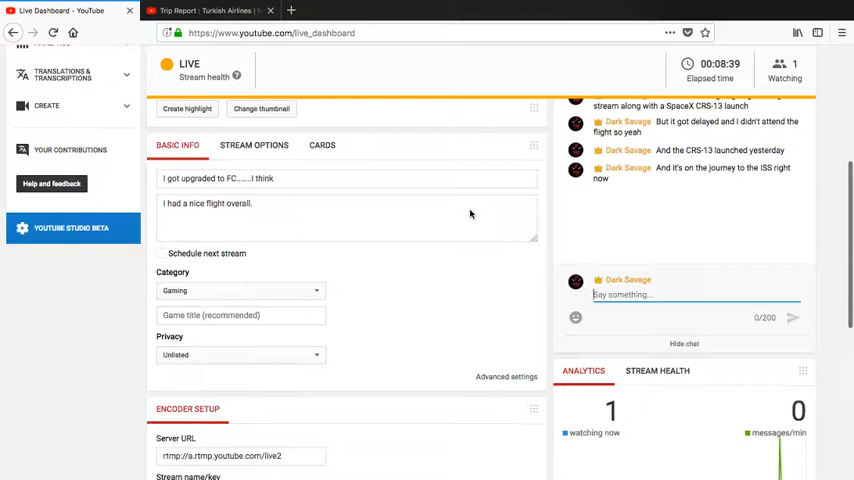 Live Dashboard - YouTube
Trip Report : Turkish Airlines |
https://www.youtube.com/live_dashboard
TRANSLATIONS &
TRANSCRIPTIONS
CREATE
YOUR CONTRIBUTIONS
Help and feedback
YOUTUBE STUDIO BETA
LIVE
Stream health ?
00:08:39
Elapsed time
1
Watching
Create highlight
Change thumbnail
BASIC INFO
STREAM OPTIONS
CARDS
I got upgraded to FC.......I think
I had a nice flight overall.
Schedule next stream
Category
Gaming
Game title (recommended)
Privacy
Unlisted
Advanced settings
ENCODER SETUP
Server URL
rtmp://a.rtmp.youtube.com/live2
Stream name/key
stream along with a SpaceX CRS-13 launch
Dark Savage But it got delayed and I didn't attend the
flight so yeah
Dark Savage And the CRS-13 launched yesterday
Dark Savage And it's on the journey to the ISS right
now
Dark Savage
Say something...
0/200
Hide chat
ANALYTICS
STREAM HEALTH
1
watching now
0
messages/min